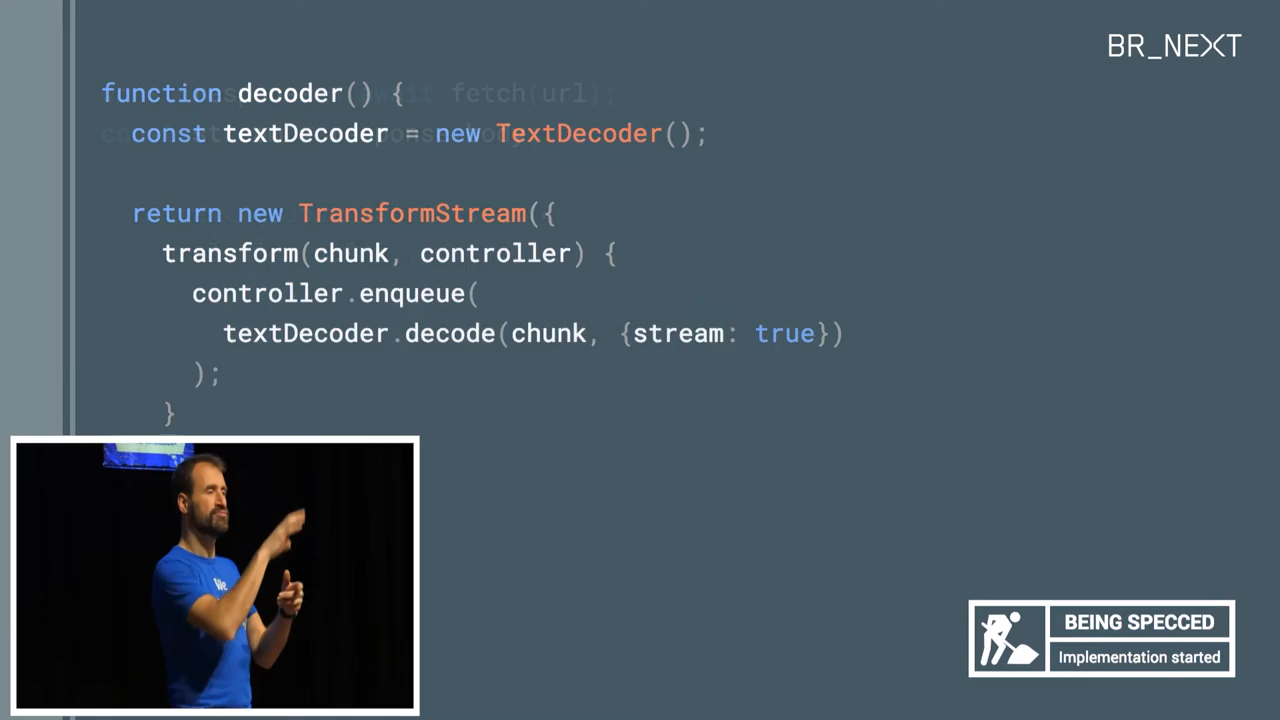 BR_NEXT
function decoder() {
const textDecoder = new TextDecoder();
return new TransformStream({
transform(chunk, controller) {
controller.enqueue(
textDecoder.decode(chunk, {stream: true})
);
}
BEING SPECCED
Implementation started